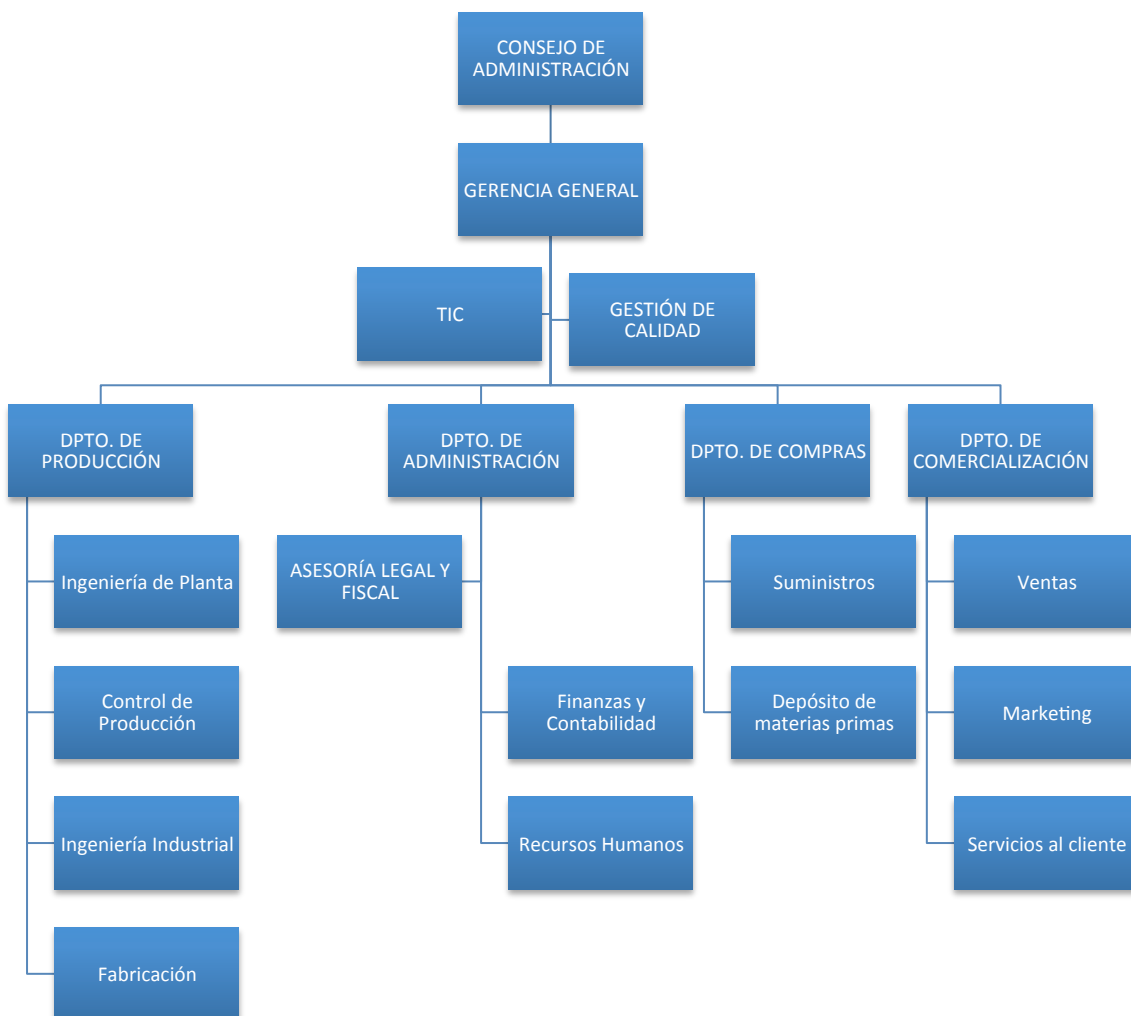 CONSEJO DE
ADMINISTRACIÓN
GERENCIA GENERAL
TIC
GESTIÓN DE
CALIDAD
DPTO. DE
PRODUCCIÓN
DPTO. DE
ADMINISTRACIÓN
DPTO. DE COMPRAS
DPTO. DE
COMERCIALIZACIÓN
Ingeniería de Planta
ASESORÍA LEGAL Y
FISCAL
Suministros
Ventas
Control de
Producción
Finanzas y
Contabilidad
Depósito de
materias primas
Marketing
Ingeniería Industrial
Recursos Humanos
Servicios al cliente
Fabricación